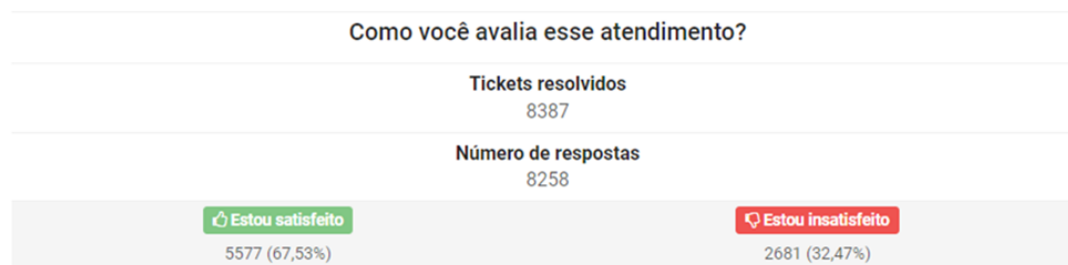 Como você avalia esse atendimento?
Tickets resolvidos
8387
Número de respostas
8258
Estou satisfeito
5577 (67,53%)
Estou insatisfeito
2681 (32,47%)